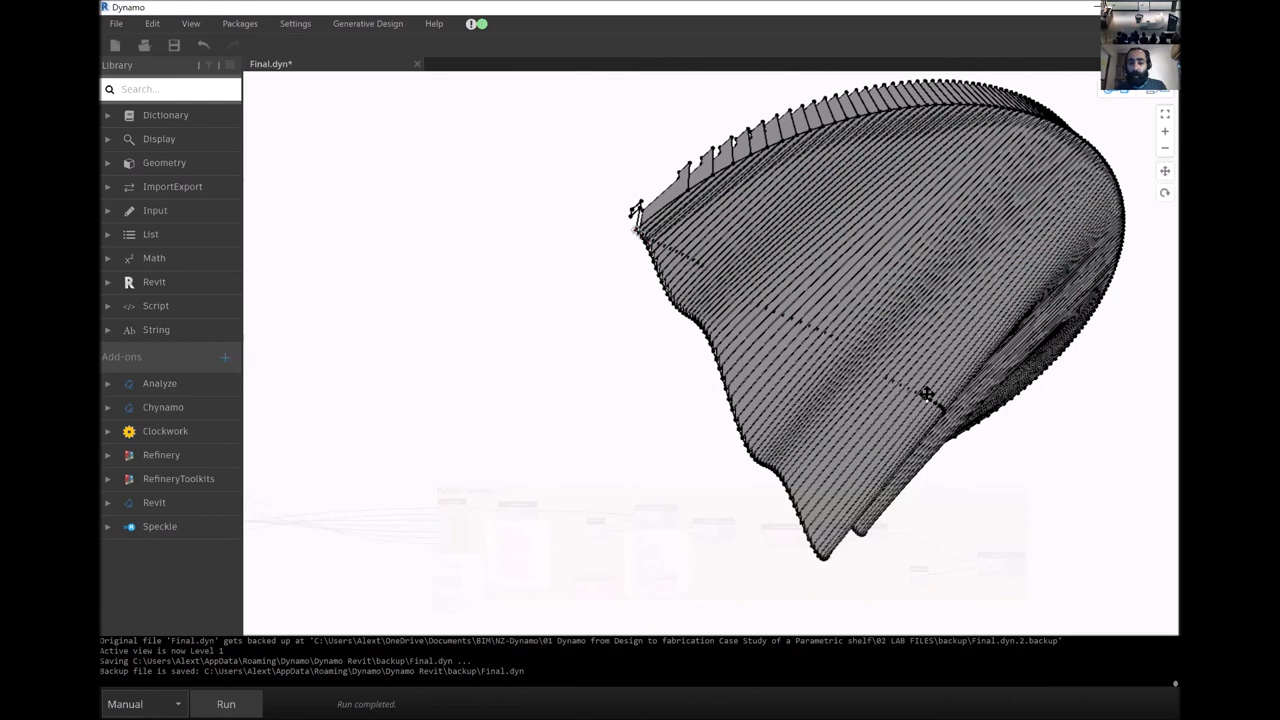 Dynamo
File Edit View Packages Settings Generative Design Help
Library
Final.dyn*
Search...
Dictionary
Display
Geometry
ImportExport
Input
List
Math
Revit
Script
String
Add-ons
Analyze
Chynamo
Clockwork
Refinery
RefineryToolkits
Revit
Speckle
Original file 'Final.dyn' gets backed up at 'C:\Users\Alext\OneDrive\Documents\BIM\NZ-Dynamo\01 Dynamo from Design to fabrication Case Study of a Parametric shelf\02 LAB FILES\backup\Final.dyn.2.backup'
Active view is now Level 1
Saving C:\Users\Alext\AppData\Roaming\Dynamo\Dynamo Revit\backup\Final.dyn ...
Backup file is saved: C:\Users\Alext\AppData\Roaming\Dynamo\Dynamo Revit\backup\Final.dyn
Manual Run Run completed.